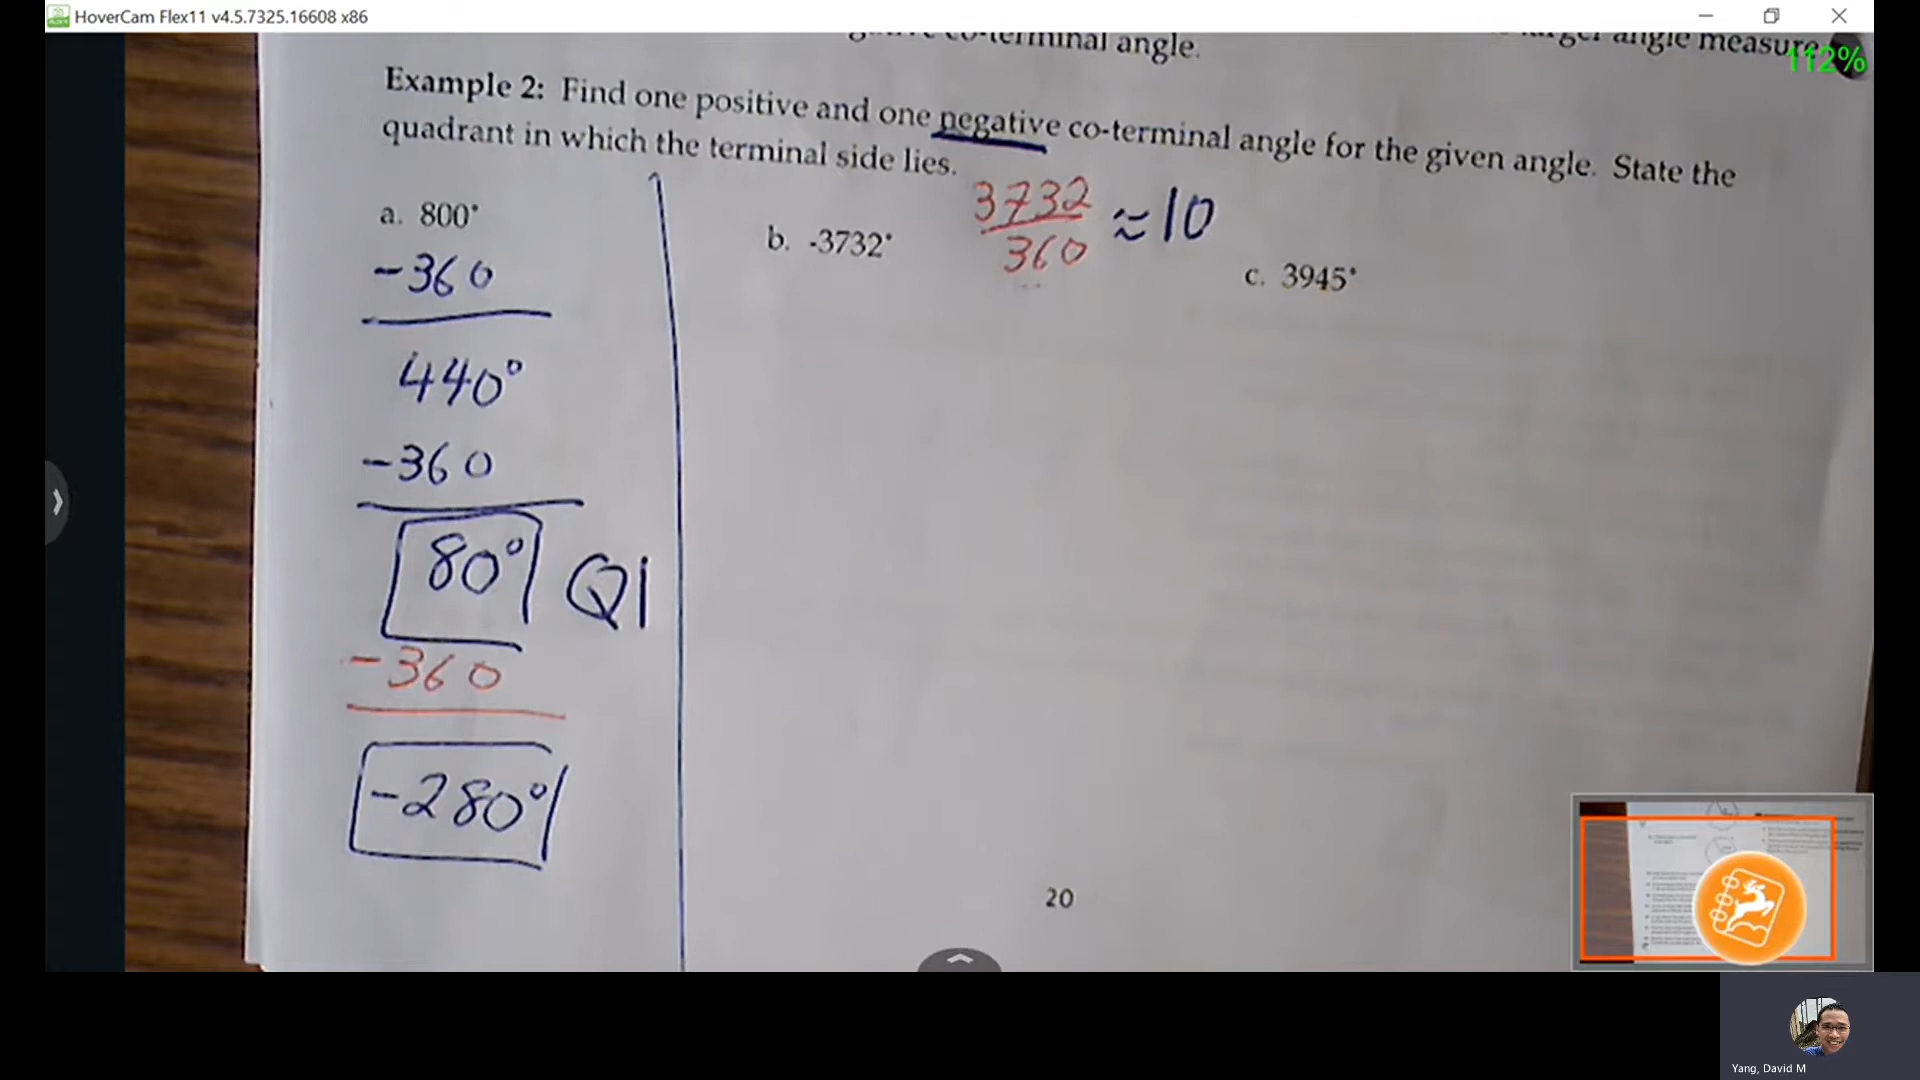 HoverCam Flex11 v4.5.7325.16608 x86
co-terminal angle.
angle measure
112%
Example 2: Find one positive and one negative co-terminal angle for the given angle. State the
quadrant in which the terminal side lies.
a. 800°
-360
440°
-360
80° Q1
-360
-280°
b. -3732°
3732
360
≈10
c. 3945°
20
Yang, David M